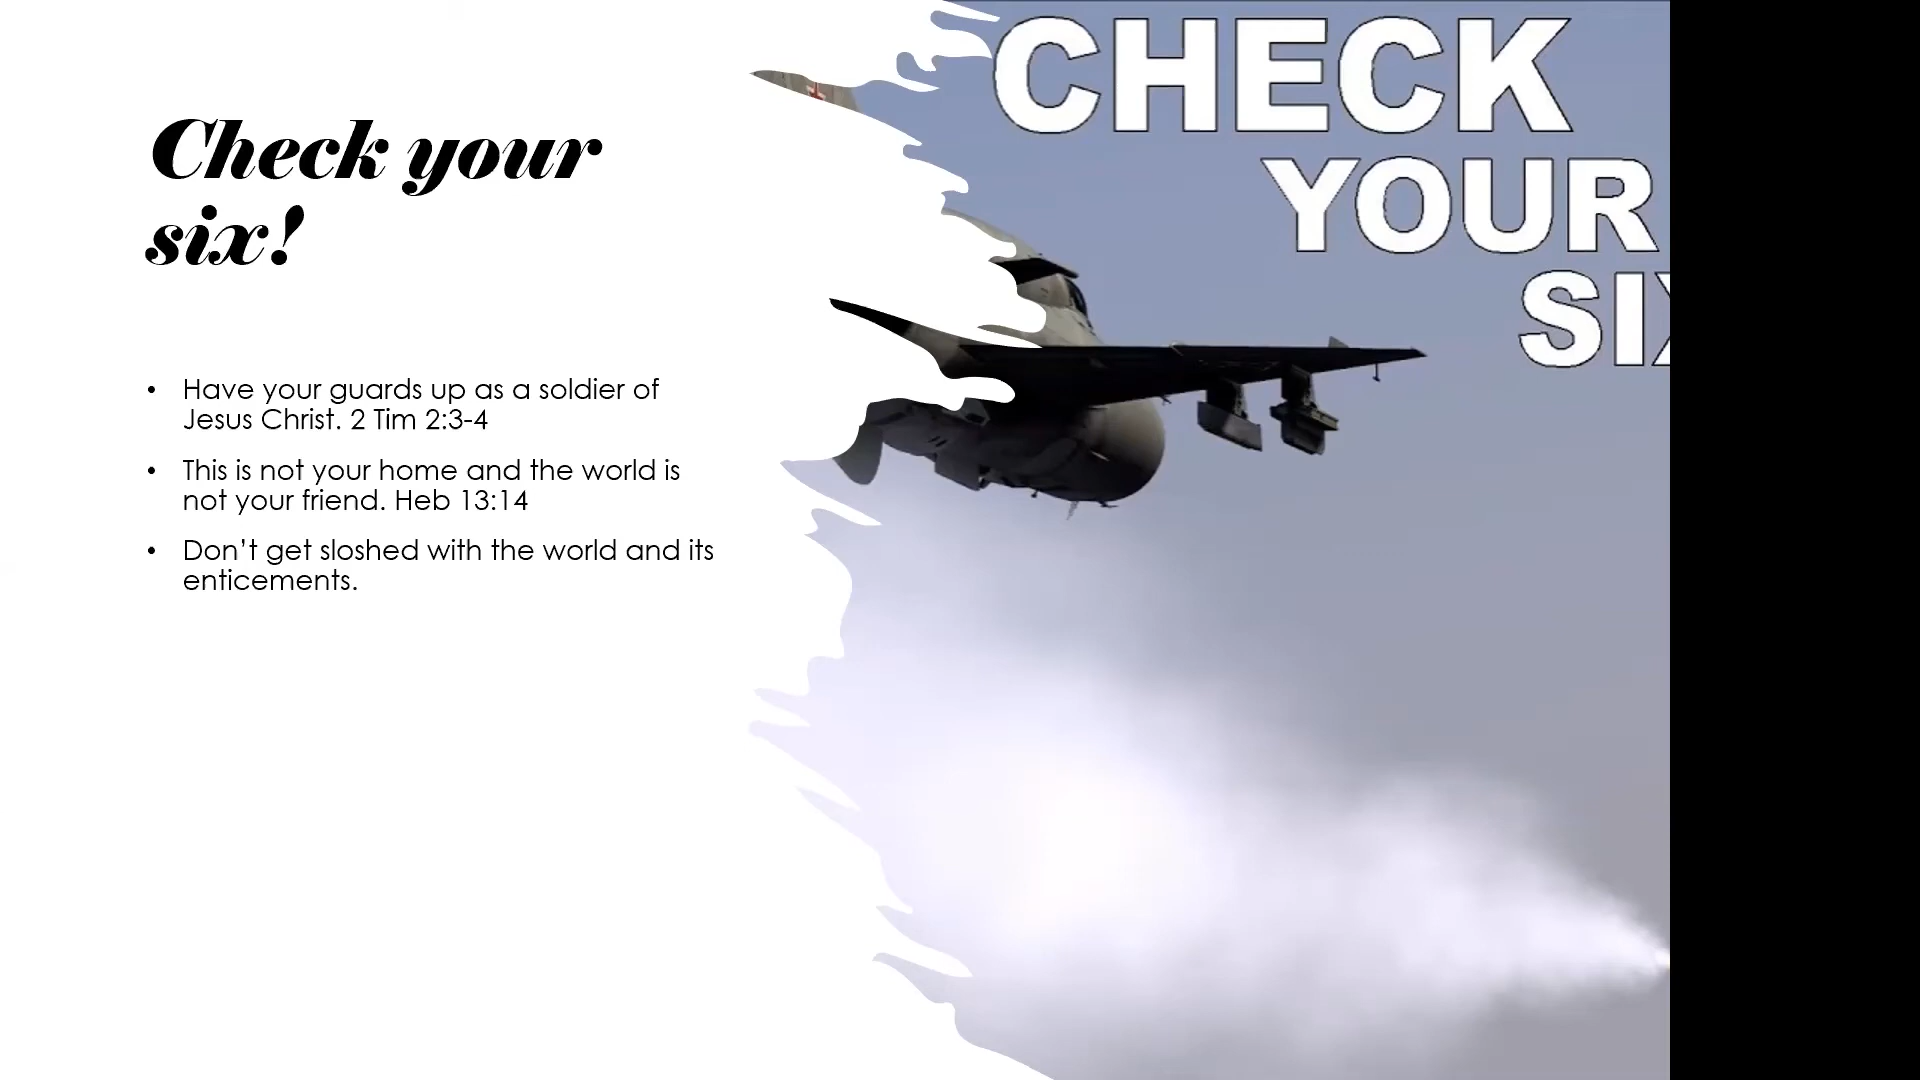 Check your
six!
• Have your guards up as a soldier of
Jesus Christ. 2 Tim 2:3-4
• This is not your home and the world is
not your friend. Heb 13:14
• Don’t get sloshed with the world and its
enticements.
CHECK
YOUR
SIX